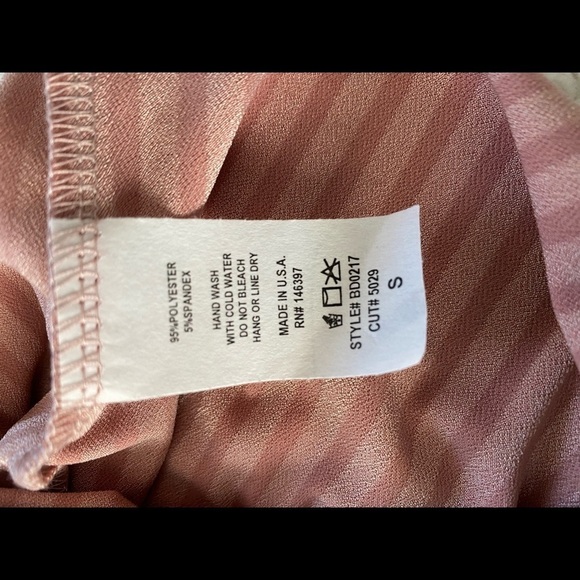 95%POLYESTER
5%SPANDEX
HAND WASH
WITH COLD WATER
DO NOT BLEACH
HANG OR LINE DRY
MADE IN U.S.A.
RN# 146397
STYLE# BD0217
CUT# 5029
S